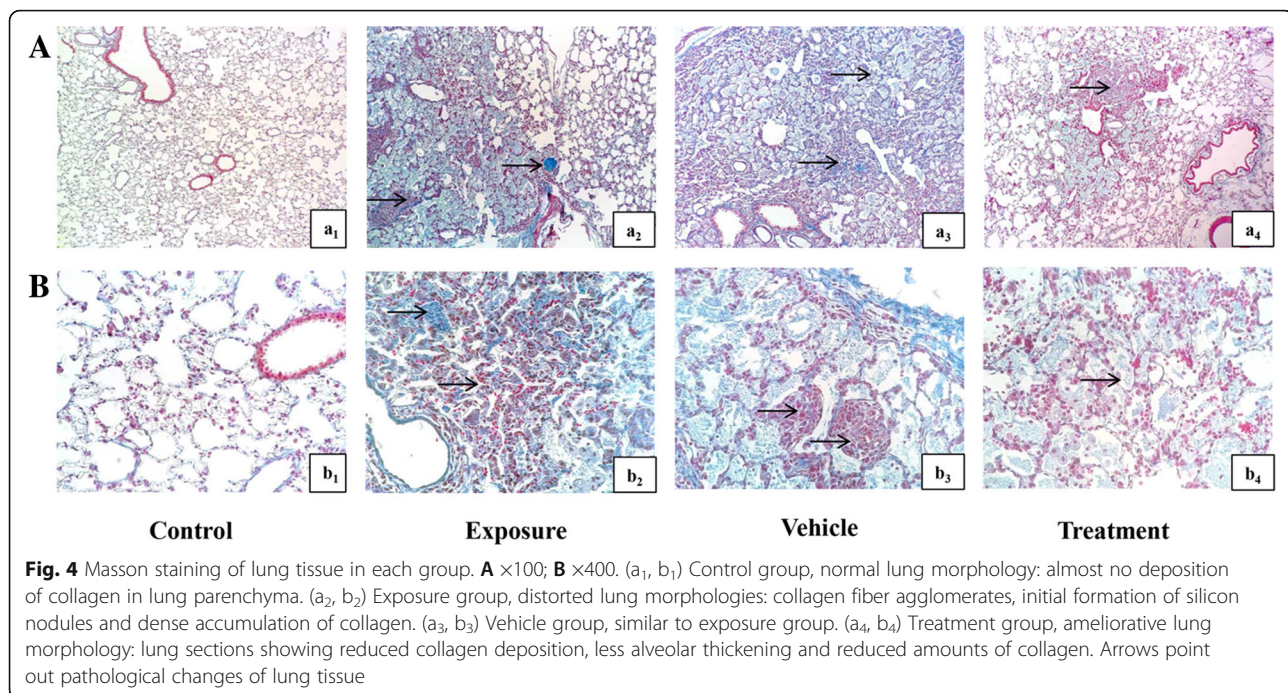 A
a₁
a₂
a₃
a₄
B
b₁
b₂
b₃
b₄
Control Exposure Vehicle Treatment
Fig. 4 Masson staining of lung tissue in each group. A ×100; B ×400. (a₁, b₁) Control group, normal lung morphology: almost no deposition
of collagen in lung parenchyma. (a₂, b₂) Exposure group, distorted lung morphologies: collagen fiber agglomerates, initial formation of silicon
nodules and dense accumulation of collagen. (a₃, b₃) Vehicle group, similar to exposure group. (a₄, b₄) Treatment group, ameliorative lung
morphology: lung sections showing reduced collagen deposition, less alveolar thickening and reduced amounts of collagen. Arrows point
out pathological changes of lung tissue